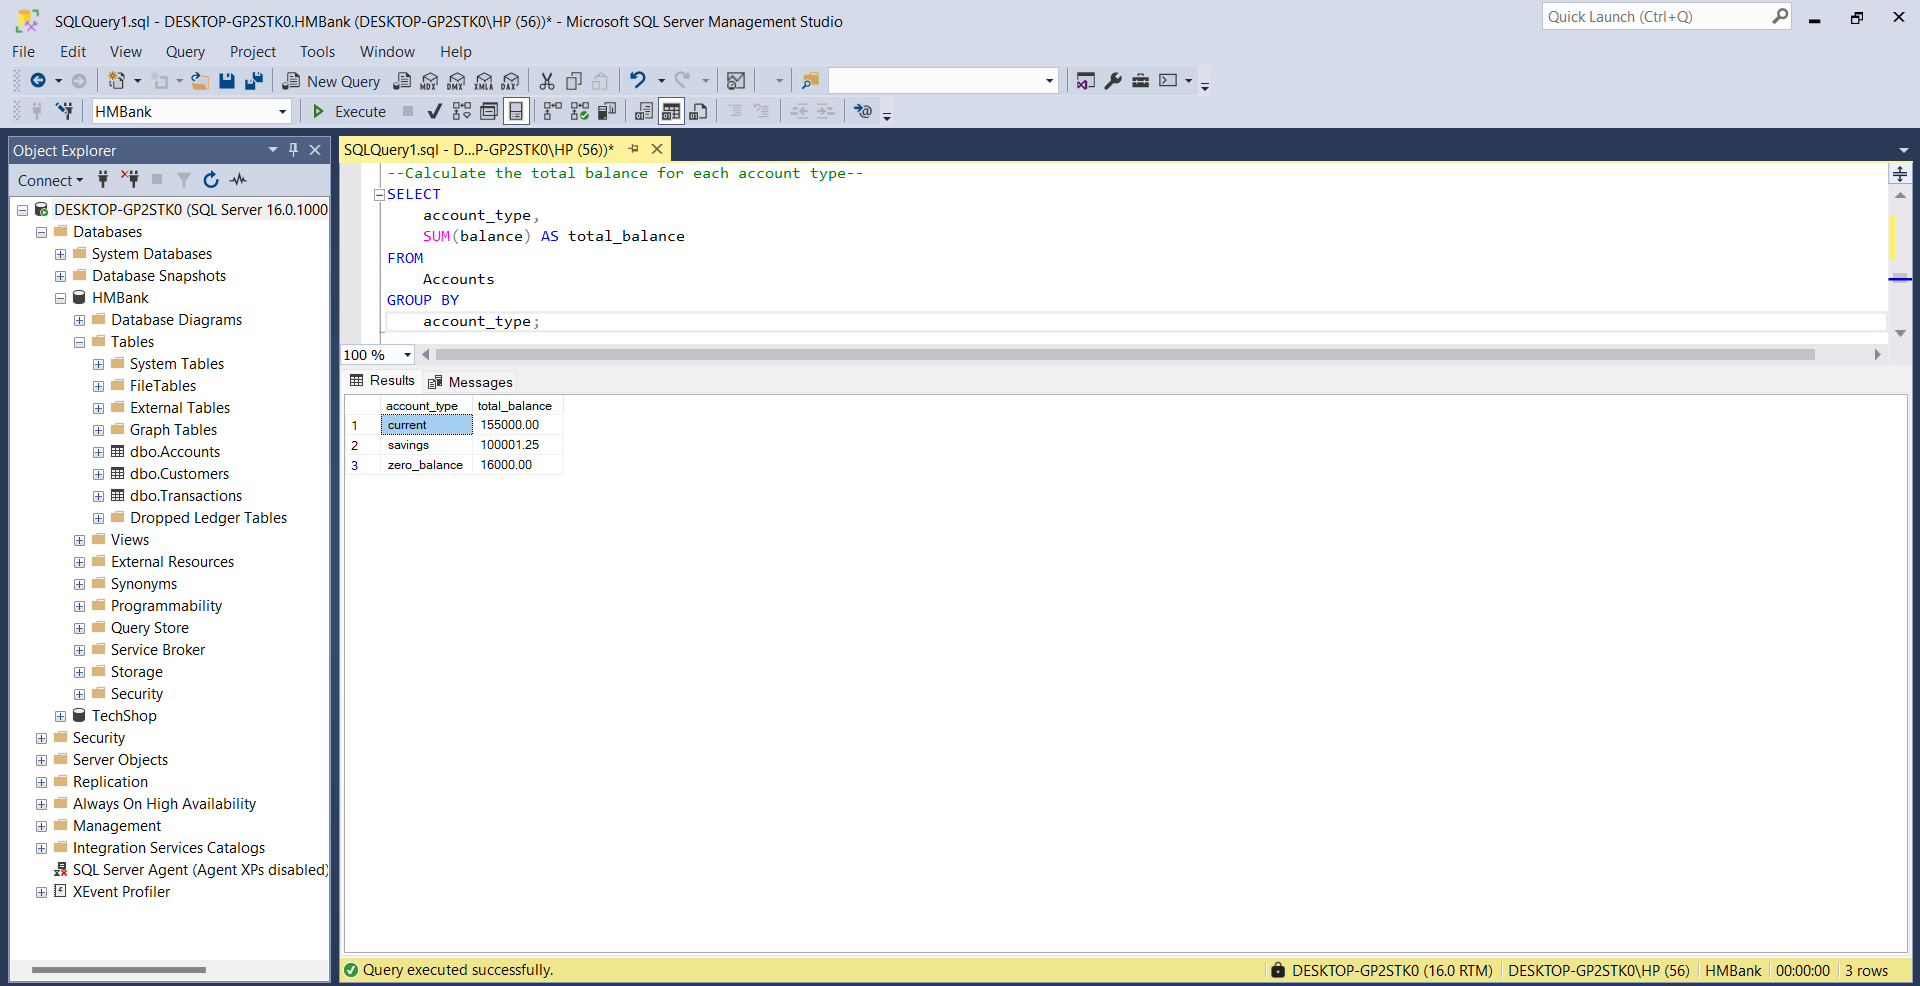 SQLQuery1.sql - DESKTOP-GP2STK0.HMBank (DESKTOP-GP2STK0\HP (56))* - Microsoft SQL Server Management Studio
Quick Launch (Ctrl+Q)
File Edit View Query Project Tools Window Help
New Query MDX DMX XMLA DAX
HMBank Execute
Object Explorer
Connect
DESKTOP-GP2STK0 (SQL Server 16.0.1000
Databases
System Databases
Database Snapshots
HMBank
Database Diagrams
Tables
System Tables
FileTables
External Tables
Graph Tables
dbo.Accounts
dbo.Customers
dbo.Transactions
Dropped Ledger Tables
Views
External Resources
Synonyms
Programmability
Query Store
Service Broker
Storage
Security
TechShop
Security
Server Objects
Replication
Always On High Availability
Management
Integration Services Catalogs
SQL Server Agent (Agent XPs disabled)
XEvent Profiler
SQLQuery1.sql - D...P-GP2STK0\HP (56))*
--Calculate the total balance for each account type--
SELECT
account_type,
SUM(balance) AS total_balance
FROM
Accounts
GROUP BY
account_type;
100 %
Results Messages
account_type total_balance
1 current 155000.00
2 savings 100001.25
3 zero_balance 16000.00
Query executed successfully. DESKTOP-GP2STK0 (16.0 RTM) DESKTOP-GP2STK0\HP (56) HMBank 00:00:00 3 rows